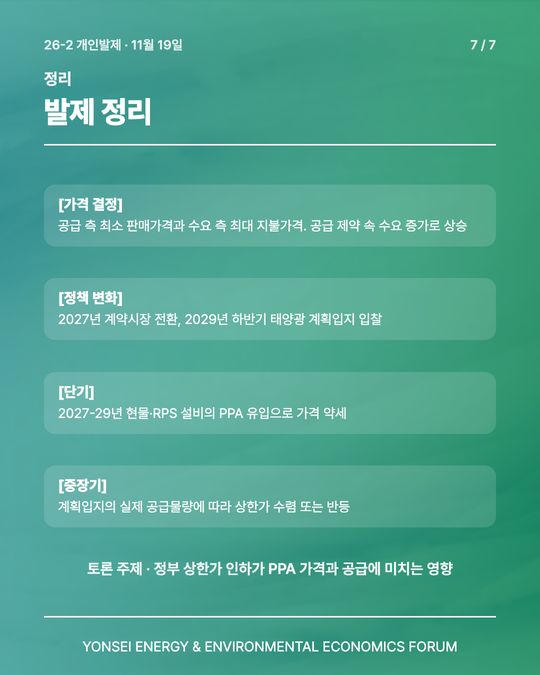 26-2 개인발제 · 11월 19일
7 / 7
정리
발제 정리
[가격 결정]
공급 측 최소 판매가격과 수요 측 최대 지불가격. 공급 제약 속 수요 증가로 상승
[정책 변화]
2027년 계약시장 전환, 2029년 하반기 태양광 계획입지 입찰
[단기]
2027-29년 현물·RPS 설비의 PPA 유입으로 가격 약세
[중장기]
계획입지의 실제 공급물량에 따라 상한가 수렴 또는 반등
토론 주제 · 정부 상한가 인하가 PPA 가격과 공급에 미치는 영향
YONSEI ENERGY & ENVIRONMENTAL ECONOMICS FORUM